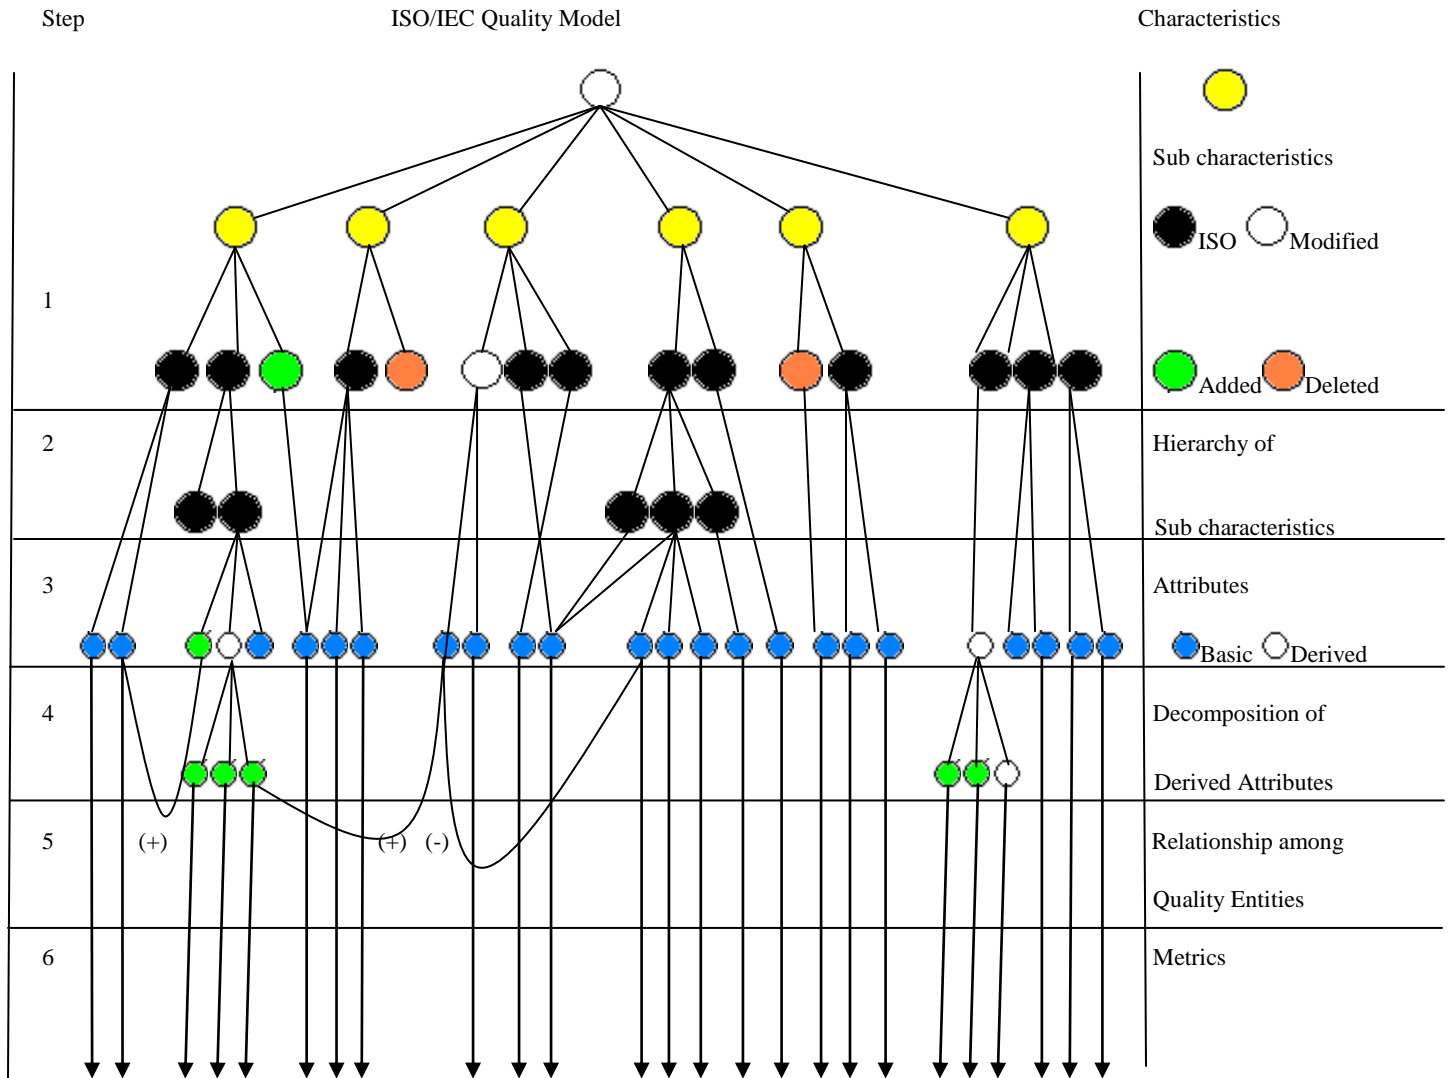 Step ISO/IEC Quality Model Characteristics
Sub characteristics
ISO Modified
1
Added Deleted
2 Hierarchy of
Sub characteristics
3 Attributes
Basic Derived
4 Decomposition of
Derived Attributes
5 (+) (+) (-) Relationship among
Quality Entities
6 Metrics